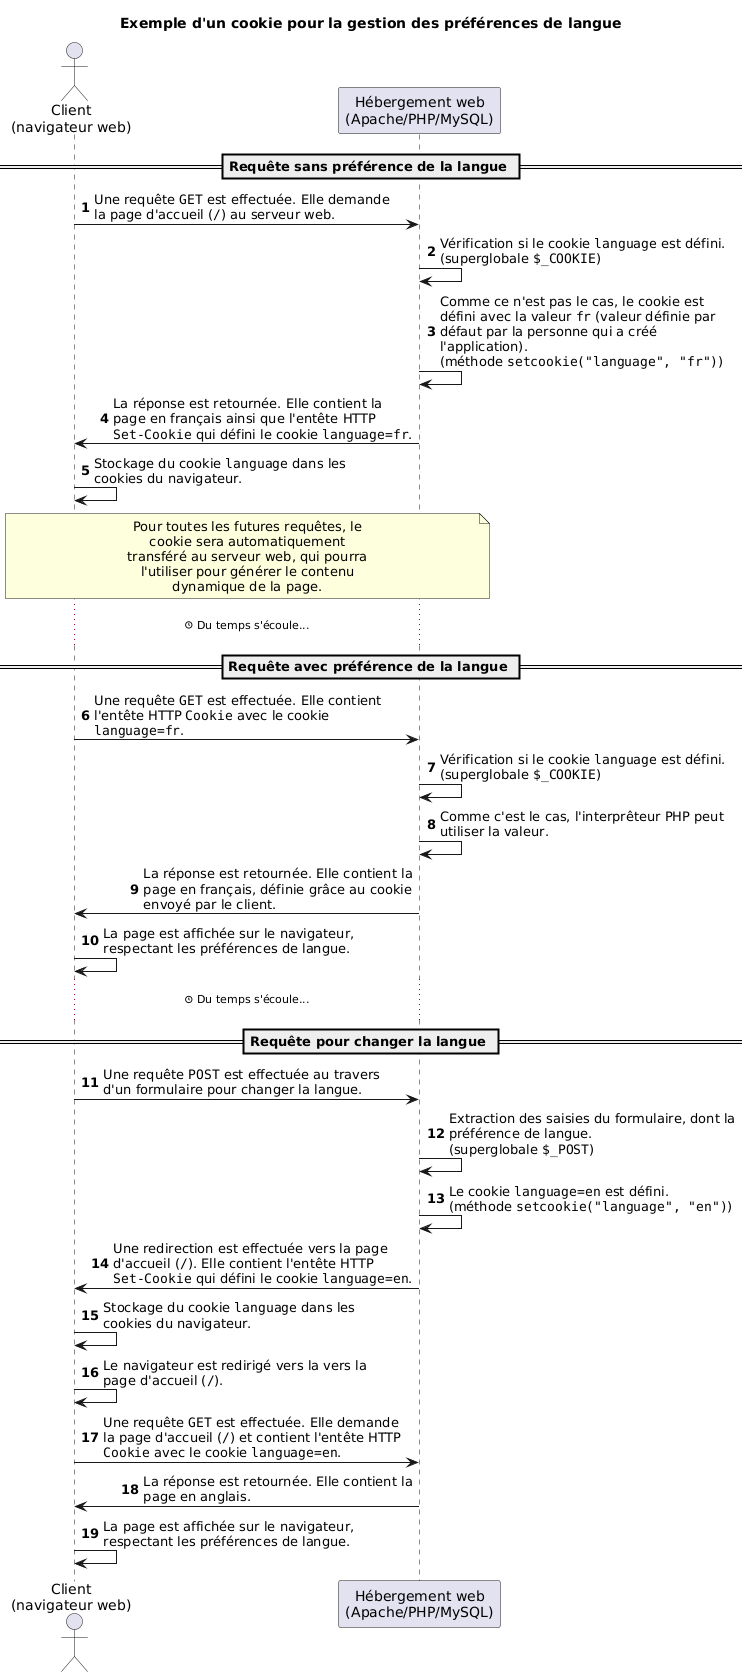 Exemple d'un cookie pour la gestion des préférences de langue
Client
(navigateur web)
Hébergement web
(Apache/PHP/MySQL)
Requête sans préférence de la langue
1 Une requête GET est effectuée. Elle demande
la page d'accueil (/) au serveur web.
2 Vérification si le cookie language est défini.
(superglobale $_COOKIE)
3 Comme ce n'est pas le cas, le cookie est
défini avec la valeur fr (valeur définie par
défaut par la personne qui a créé
l'application).
(méthode setcookie("language", "fr"))
4 La réponse est retournée. Elle contient la
page en français ainsi que l'entête HTTP
Set-Cookie qui défini le cookie language=fr.
5 Stockage du cookie language dans les
cookies du navigateur.
Pour toutes les futures requêtes, le
cookie sera automatiquement
transféré au serveur web, qui pourra
l'utiliser pour générer le contenu
dynamique de la page.
Du temps s'écoule...
Requête avec préférence de la langue
6 Une requête GET est effectuée. Elle contient
l'entête HTTP Cookie avec le cookie
language=fr.
7 Vérification si le cookie language est défini.
(superglobale $_COOKIE)
8 Comme c'est le cas, l'interprêteur PHP peut
utiliser la valeur.
9 La réponse est retournée. Elle contient la
page en français, définie grâce au cookie
envoyé par le client.
10 La page est affichée sur le navigateur,
respectant les préférences de langue.
Du temps s'écoule...
Requête pour changer la langue
11 Une requête POST est effectuée au travers
d'un formulaire pour changer la langue.
12 Extraction des saisies du formulaire, dont la
préférence de langue.
(superglobale $_POST)
13 Le cookie language=en est défini.
(méthode setcookie("language", "en"))
14 Une redirection est effectuée vers la page
d'accueil (/). Elle contient l'entête HTTP
Set-Cookie qui défini le cookie language=en.
15 Stockage du cookie language dans les
cookies du navigateur.
16 Le navigateur est redirigé vers la vers la
page d'accueil (/).
17 Une requête GET est effectuée. Elle demande
la page d'accueil (/) et contient l'entête HTTP
Cookie avec le cookie language=en.
18 La réponse est retournée. Elle contient la
page en anglais.
19 La page est affichée sur le navigateur,
respectant les préférences de langue.
Client
(navigateur web)
Hébergement web
(Apache/PHP/MySQL)